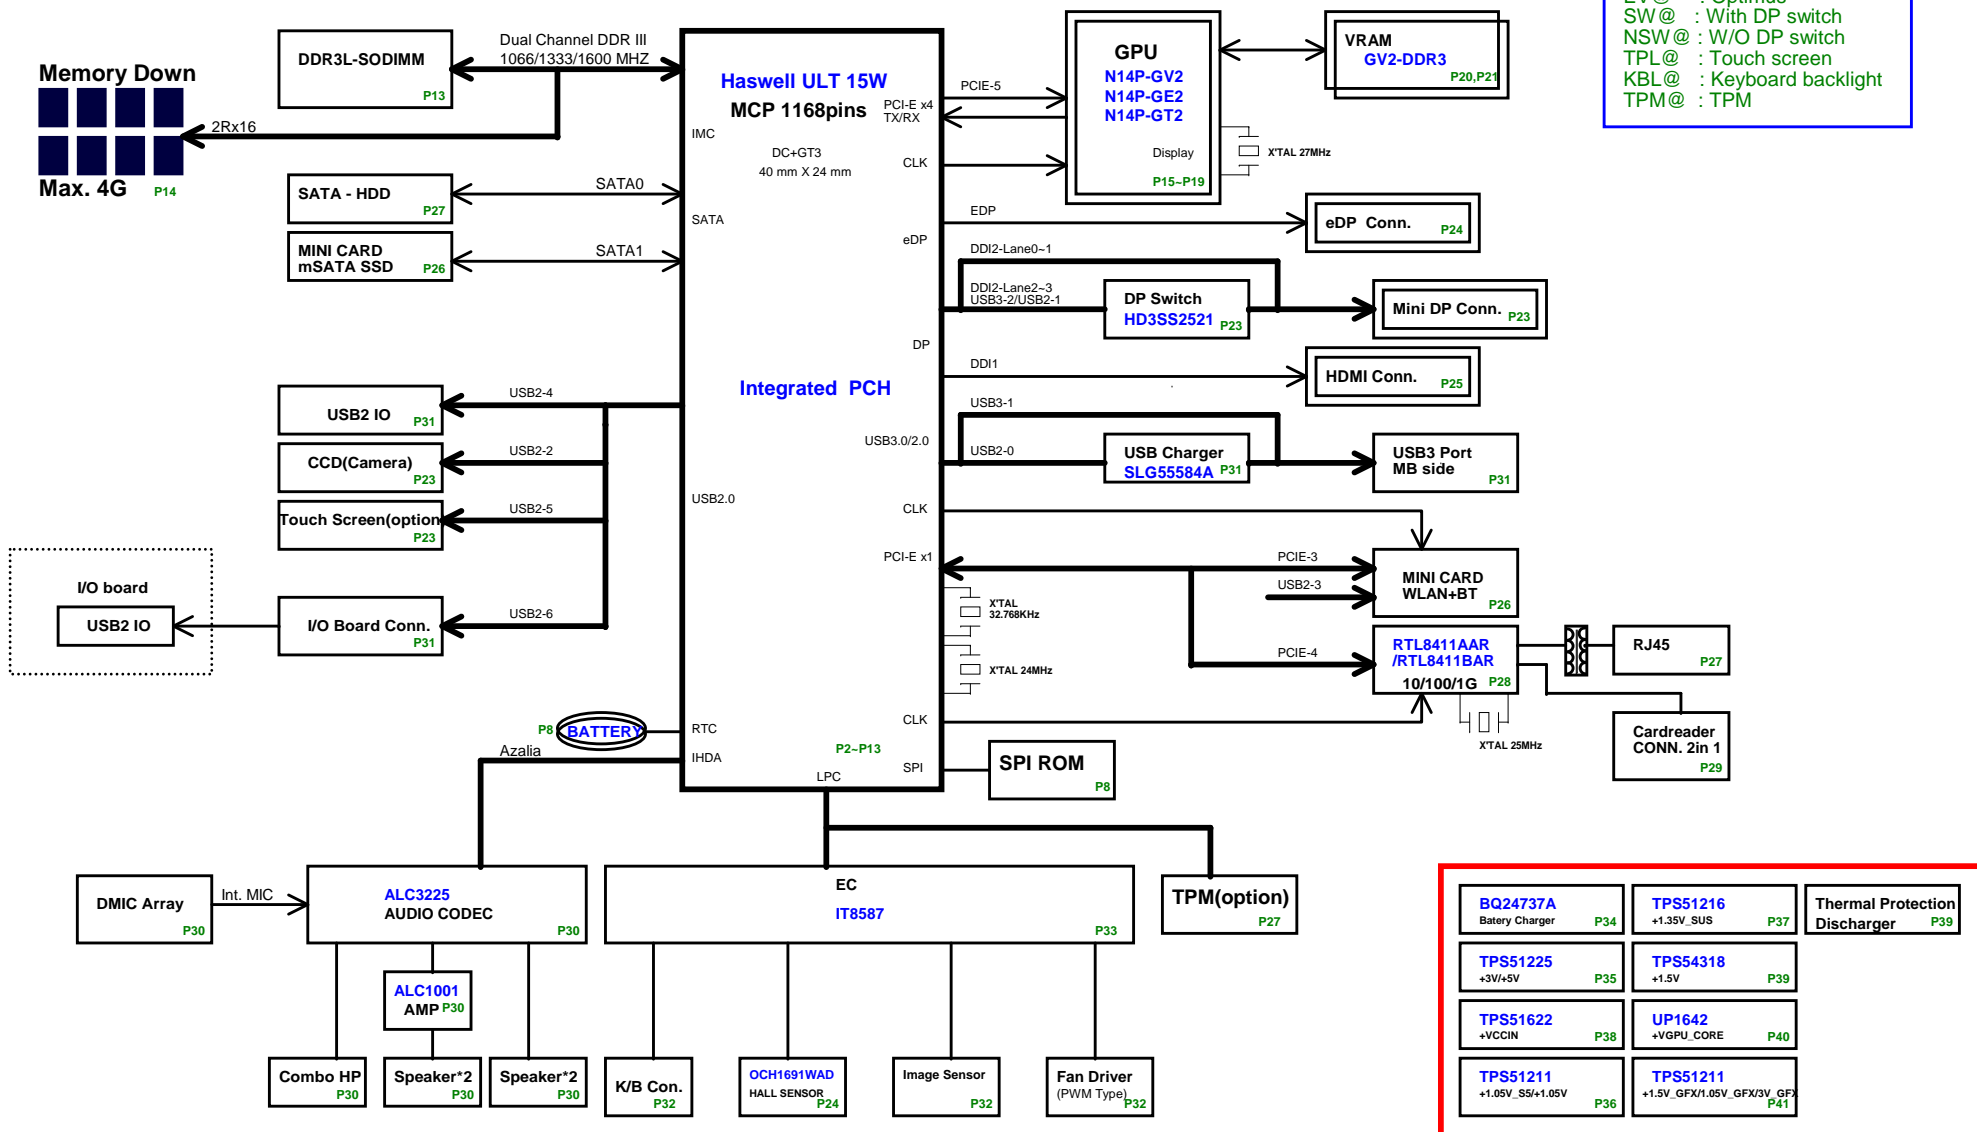 Memory Down
Max. 4G P14
DDR3L-SODIMM
P13
Dual Channel DDR III
1066/1333/1600 MHZ
2Rx16
SATA - HDD
P27
SATA0
MINI CARD
mSATA SSD P26
SATA1
Haswell ULT 15W
MCP 1168pins
DC+GT3
40 mm X 24 mm
IMC
SATA
Integrated PCH
USB2.0
RTC
IHDA
LPC
SPI
P2~P13
PCI-E x4
TX/RX
CLK
eDP
DP
USB3.0/2.0
CLK
PCI-E x1
CLK
PCIE-5
GPU
N14P-GV2
N14P-GE2
N14P-GT2
Display
P15~P19
VRAM
GV2-DDR3
P20,P21
X'TAL 27MHz
SW@ : With DP switch
NSW@ : W/O DP switch
TPL@ : Touch screen
KBL@ : Keyboard backlight
TPM@ : TPM
EDP
eDP Conn. P24
DDI2-Lane0~1
DDI2-Lane2~3
USB3-2/USB2-1
DP Switch
HD3SS2521 P23
Mini DP Conn. P23
DDI1
HDMI Conn. P25
USB3-1
USB2-0
USB Charger
SLG55584A P31
USB3 Port
MB side
P31
USB2-4
USB2 IO
P31
USB2-2
CCD(Camera)
P23
USB2-5
Touch Screen(option
P23
I/O board
USB2 IO
USB2-6
I/O Board Conn.
P31
PCIE-3
USB2-3
MINI CARD
WLAN+BT
P26
X'TAL
32.768KHz
X'TAL 24MHz
PCIE-4
RTL8411AAR
/RTL8411BAR
10/100/1G P28
RJ45
P27
X'TAL 25MHz
Cardreader
CONN. 2in 1
P29
P8 BATTERY
Azalia
SPI ROM
P8
DMIC Array
P30
Int. MIC
ALC3225
AUDIO CODEC
P30
EC
IT8587
P33
TPM(option)
P27
ALC1001
AMP P30
Combo HP
P30
Speaker*2
P30
Speaker*2
P30
K/B Con.
P32
OCH1691WAD
HALL SENSOR
P24
Image Sensor
P32
Fan Driver
(PWM Type)
P32
BQ24737A
Batery Charger P34
TPS51216
+1.35V_SUS P37
Thermal Protection
Discharger P39
TPS51225
+3V/+5V P35
TPS54318
+1.5V P39
TPS51622
+VCCIN P38
UP1642
+VGPU_CORE P40
TPS51211
+1.05V_S5/+1.05V
P36
TPS51211
+1.5V_GFX/1.05V_GFX/3V_GFX
P41